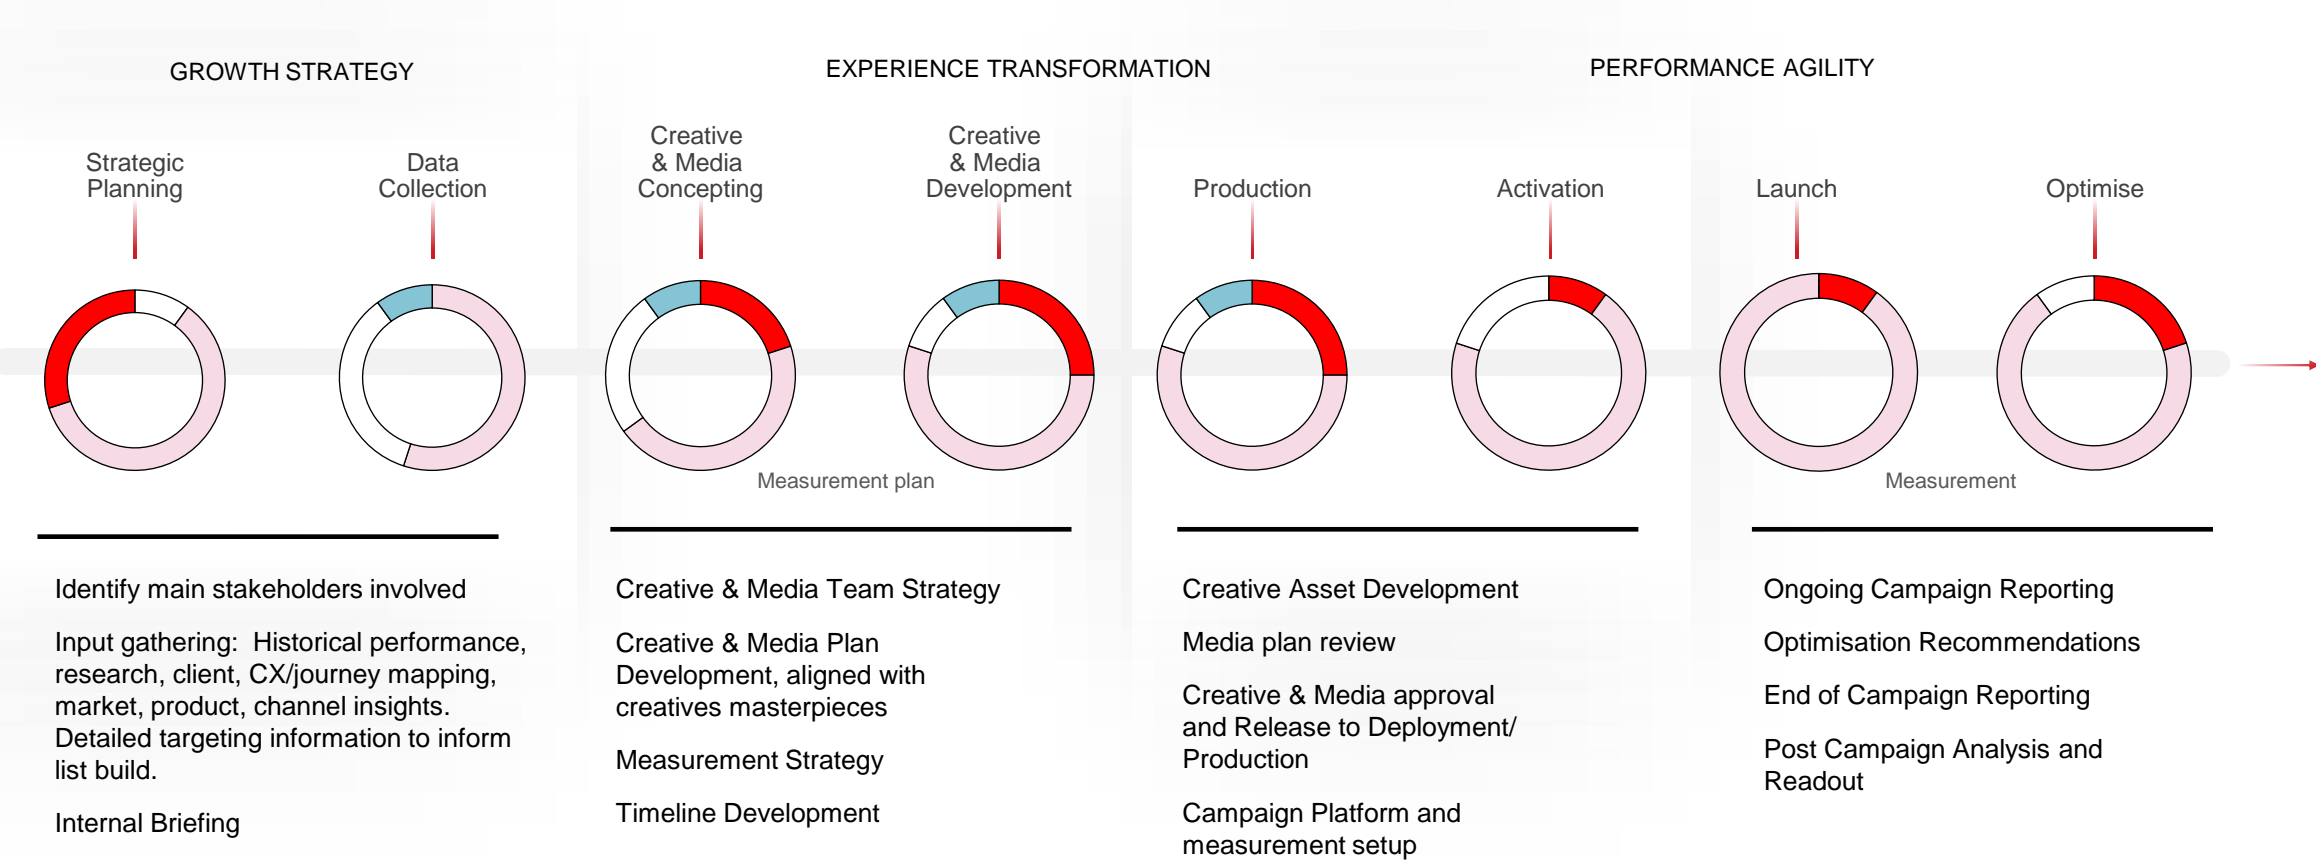 GROWTH STRATEGY
EXPERIENCE TRANSFORMATION
PERFORMANCE AGILITY
Strategic
Planning
Data
Collection
Creative
& Media
Concepting
Creative
& Media
Development
Production
Activation
Launch
Optimise
Measurement plan
Measurement
Identify main stakeholders involved
Input gathering:  Historical performance,
research, client, CX/journey mapping,
market, product, channel insights.
Detailed targeting information to inform
list build.
Internal Briefing
Creative & Media Team Strategy
Creative & Media Plan
Development, aligned with
creatives masterpieces
Measurement Strategy
Timeline Development
Creative Asset Development
Media plan review
Creative & Media approval
and Release to Deployment/
Production
Campaign Platform and
measurement setup
Ongoing Campaign Reporting
Optimisation Recommendations
End of Campaign Reporting
Post Campaign Analysis and
Readout